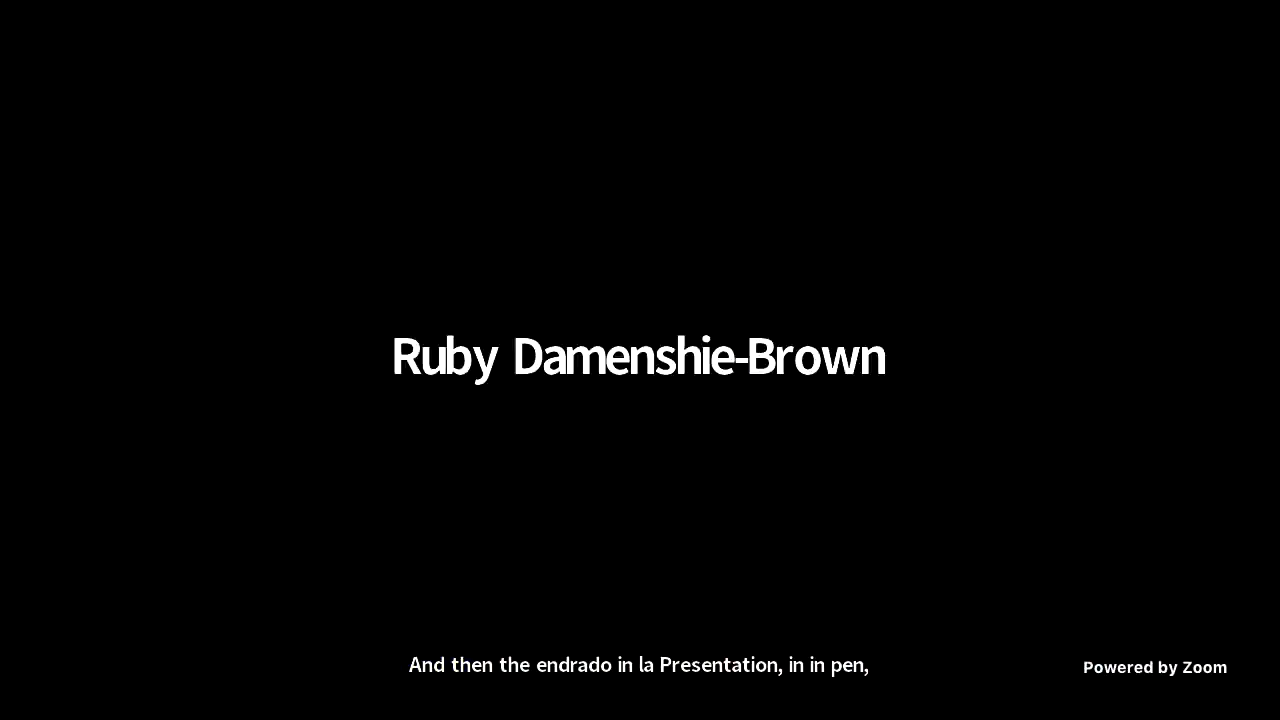 Ruby Damenshie-Brown
And then the endrado in la Presentation, in in pen,
Powered by Zoom